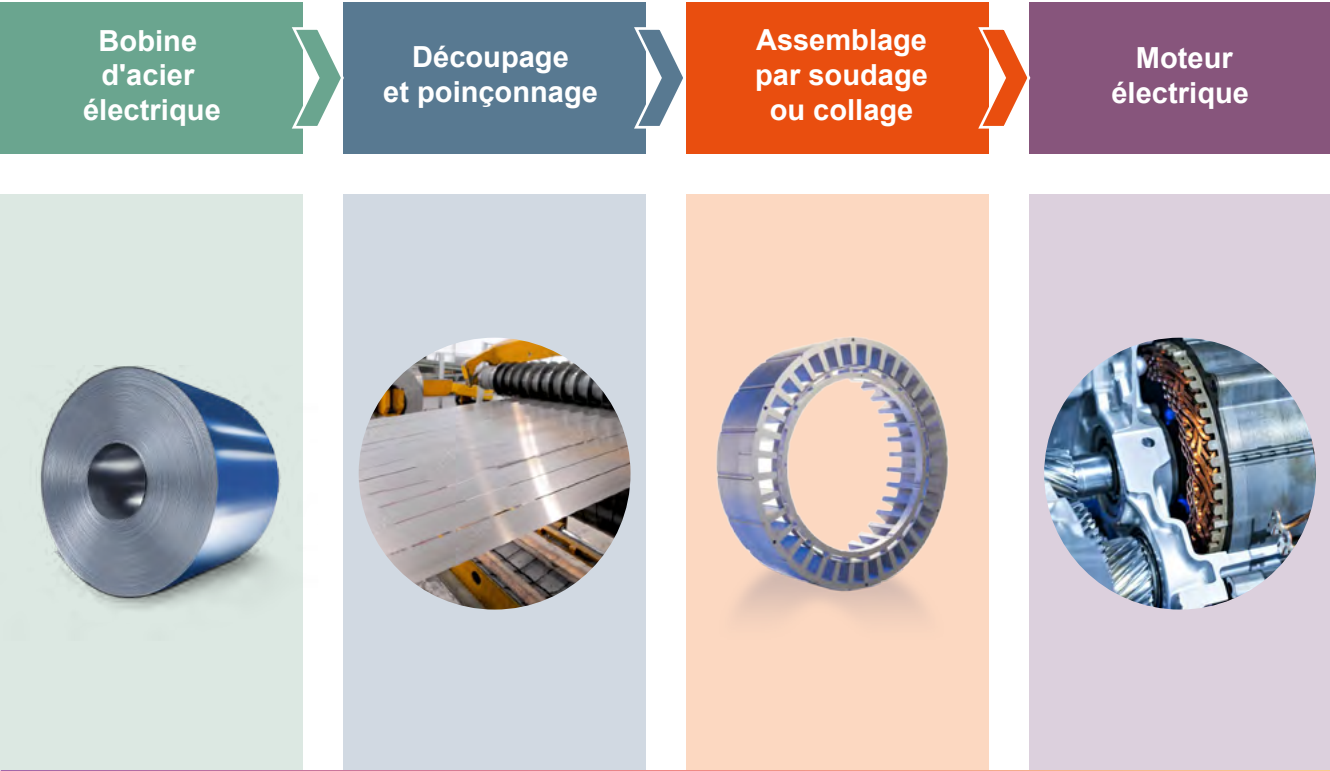 Bobine
d'acier
électrique
Découpage
et poinçonnage
Assemblage
par soudage
ou collage
Moteur
électrique